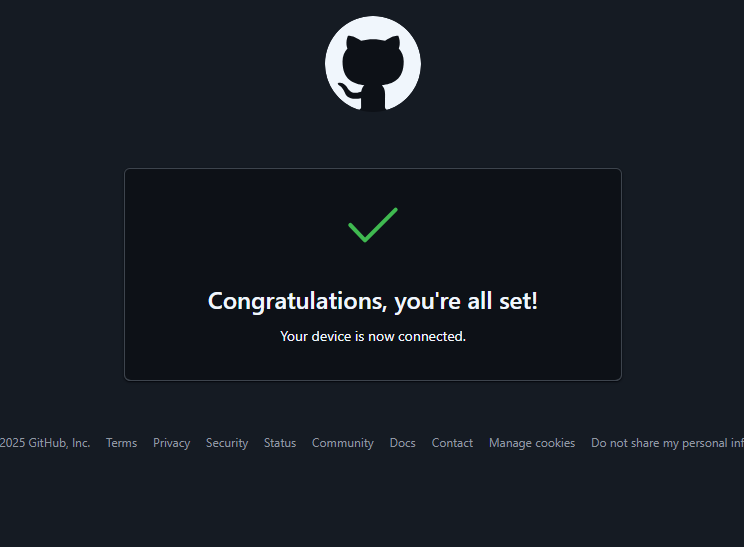 Congratulations, you're all set!
Your device is now connected.
2025 GitHub, Inc. Terms Privacy Security Status Community Docs Contact Manage cookies Do not share my personal